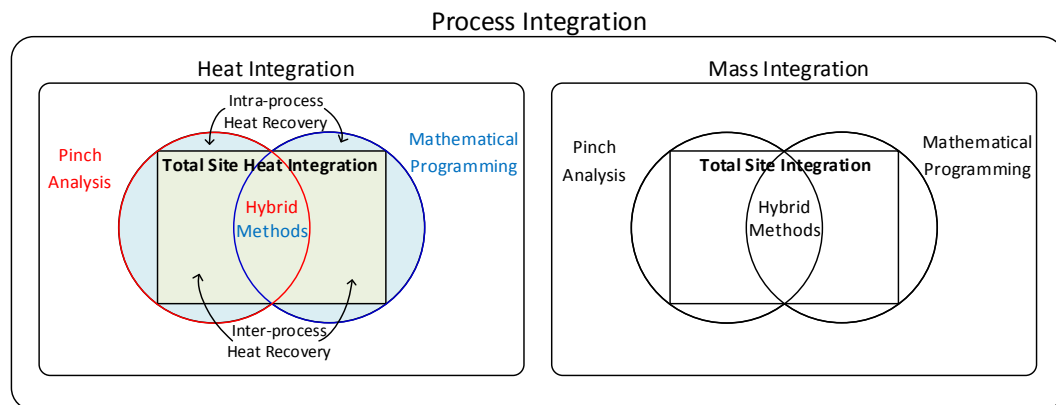 Process Integration
Heat Integration
Intra-process
Heat Recovery
Pinch
Analysis
Mathematical
Programming
Total Site Heat Integration
Hybrid
Methods
Inter-process
Heat Recovery
Mass Integration
Pinch
Analysis
Mathematical
Programming
Total Site Integration
Hybrid
Methods